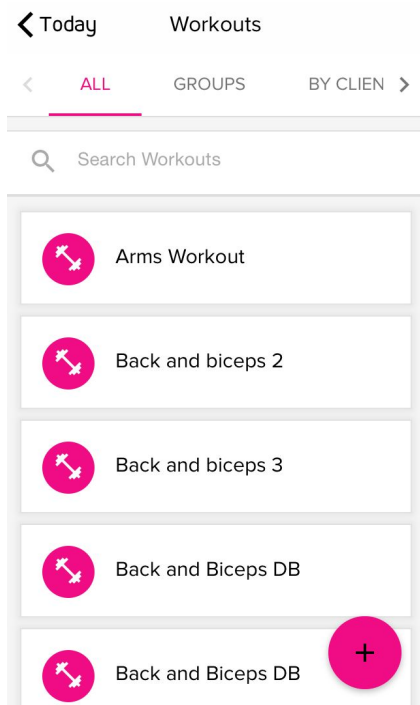 Today
Workouts
ALL
GROUPS
BY CLIEN
Search Workouts
Arms Workout
Back and biceps 2
Back and biceps 3
Back and Biceps DB
Back and Biceps DB
+